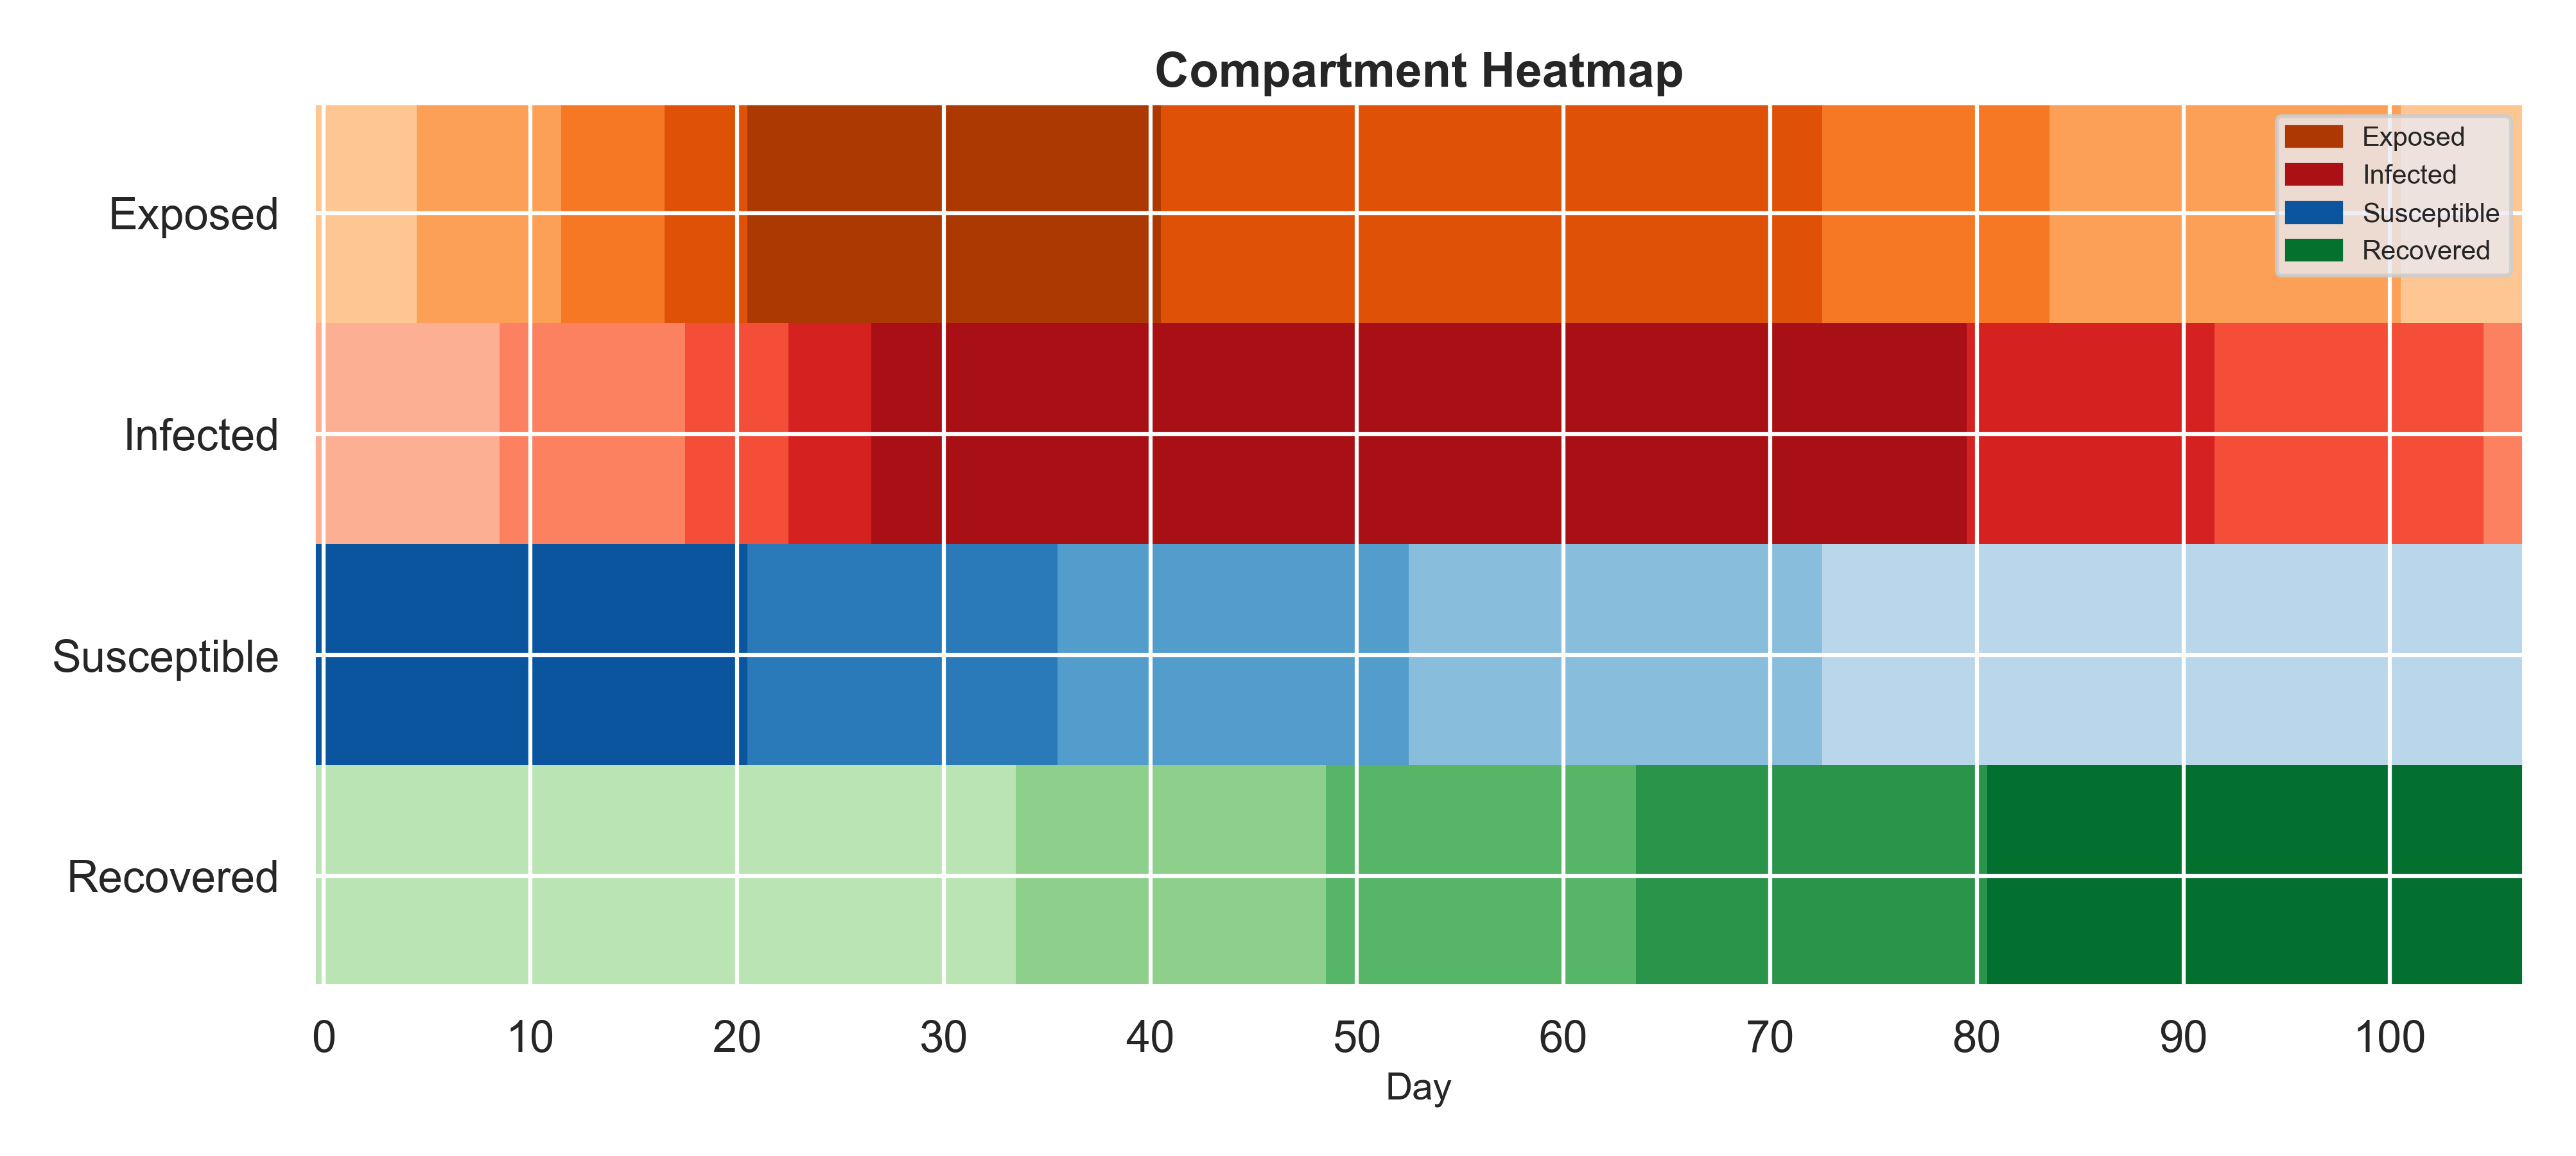 Compartment Heatmap
Exposed
Infected
Susceptible
Recovered
Exposed
Infected
Susceptible
Recovered
0 10 20 30 40 50 60 70 80 90 100
Day